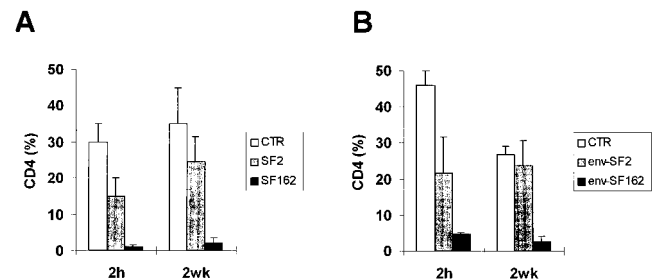 A
50
40
30
20
10
0
CD4 (%)
2h
2wk
CTR
SF2
SF162
B
50
40
30
20
10
0
CD4 (%)
2h
2wk
CTR
env-SF2
env-SF162